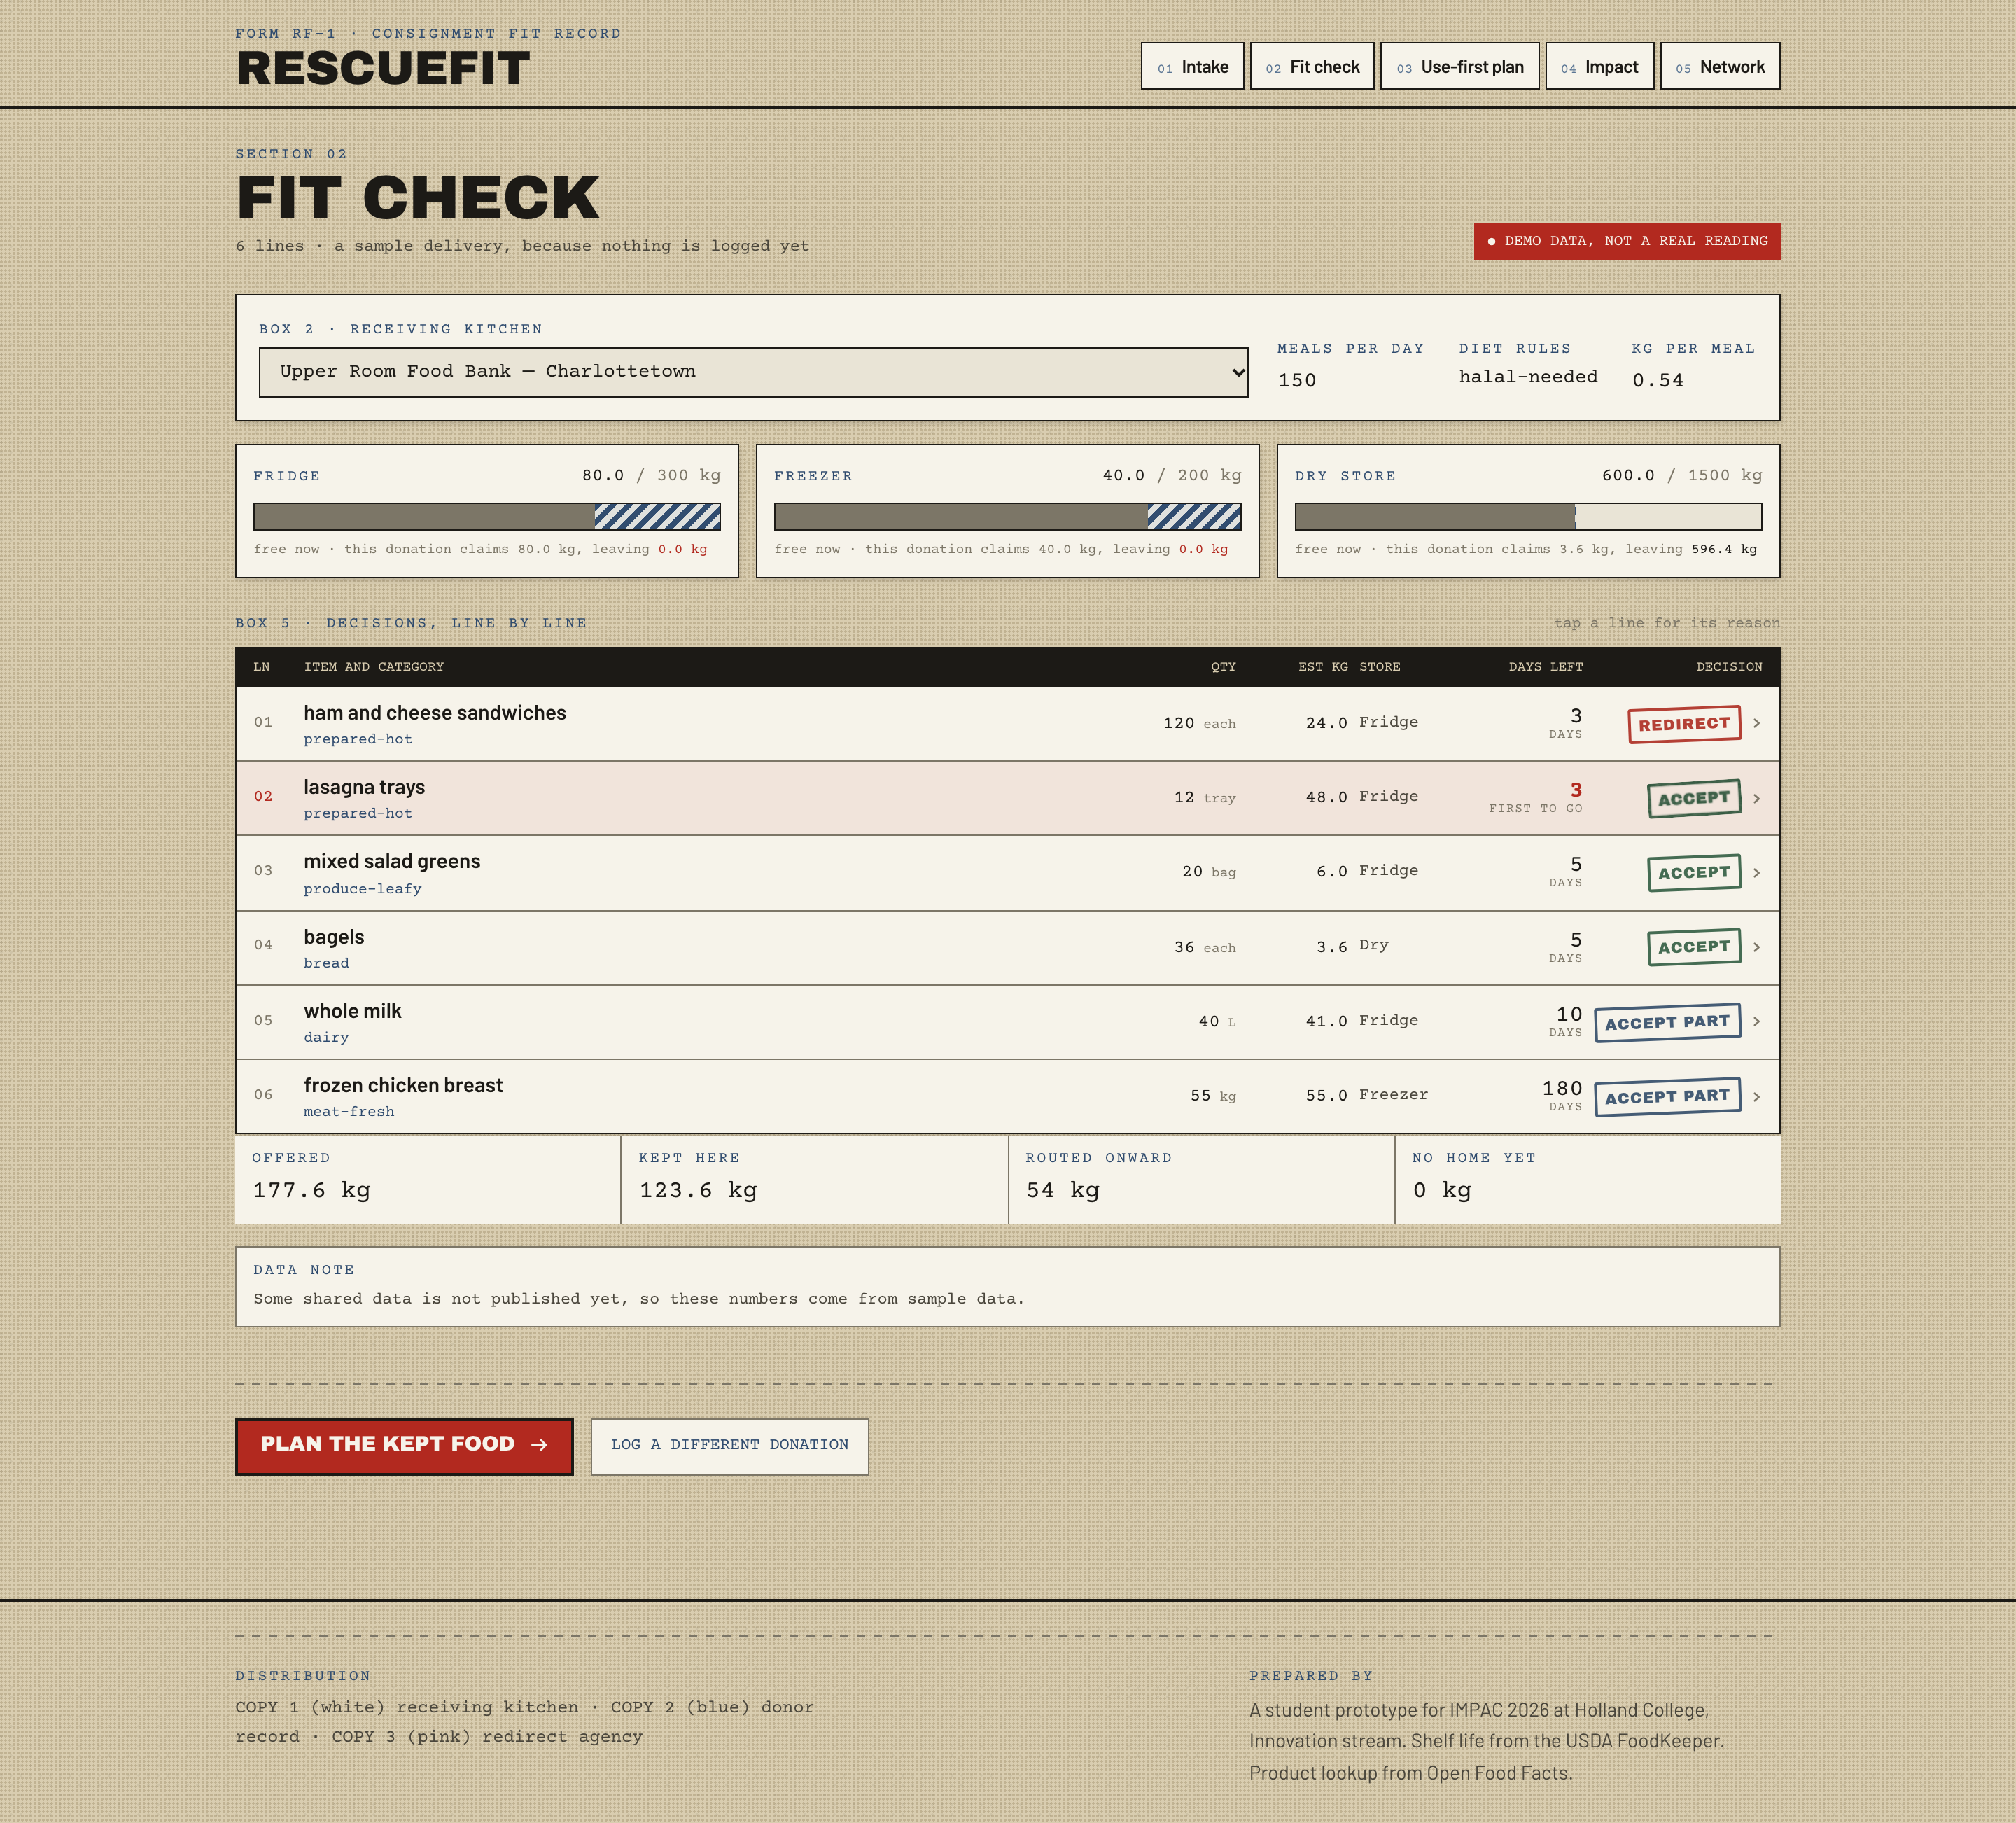 FORM RF-1 · CONSIGNMENT FIT RECORD
RESCUEFIT
01 Intake
02 Fit check
03 Use-first plan
04 Impact
05 Network
SECTION 02
FIT CHECK
6 lines · a sample delivery, because nothing is logged yet
● DEMO DATA, NOT A REAL READING
BOX 2 · RECEIVING KITCHEN
Upper Room Food Bank — Charlottetown
MEALS PER DAY
150
DIET RULES
halal-needed
KG PER MEAL
0.54
FRIDGE 80.0 / 300 kg
free now · this donation claims 80.0 kg, leaving 0.0 kg
FREEZER 40.0 / 200 kg
free now · this donation claims 40.0 kg, leaving 0.0 kg
DRY STORE 600.0 / 1500 kg
free now · this donation claims 3.6 kg, leaving 596.4 kg
BOX 5 · DECISIONS, LINE BY LINE
tap a line for its reason
LN ITEM AND CATEGORY QTY EST KG STORE DAYS LEFT DECISION
01 ham and cheese sandwiches 120 each 24.0 Fridge 3 REDIRECT ›
prepared-hot DAYS
02 lasagna trays 12 tray 48.0 Fridge 3 ACCEPT ›
prepared-hot FIRST TO GO
03 mixed salad greens 20 bag 6.0 Fridge 5 ACCEPT ›
produce-leafy DAYS
04 bagels 36 each 3.6 Dry 5 ACCEPT ›
bread DAYS
05 whole milk 40 L 41.0 Fridge 10 ACCEPT PART ›
dairy DAYS
06 frozen chicken breast 55 kg 55.0 Freezer 180 ACCEPT PART ›
meat-fresh DAYS
OFFERED
177.6 kg
KEPT HERE
123.6 kg
ROUTED ONWARD
54 kg
NO HOME YET
0 kg
DATA NOTE
Some shared data is not published yet, so these numbers come from sample data.
PLAN THE KEPT FOOD →
LOG A DIFFERENT DONATION
DISTRIBUTION
COPY 1 (white) receiving kitchen · COPY 2 (blue) donor
record · COPY 3 (pink) redirect agency
PREPARED BY
A student prototype for IMPAC 2026 at Holland College,
Innovation stream. Shelf life from the USDA FoodKeeper.
Product lookup from Open Food Facts.